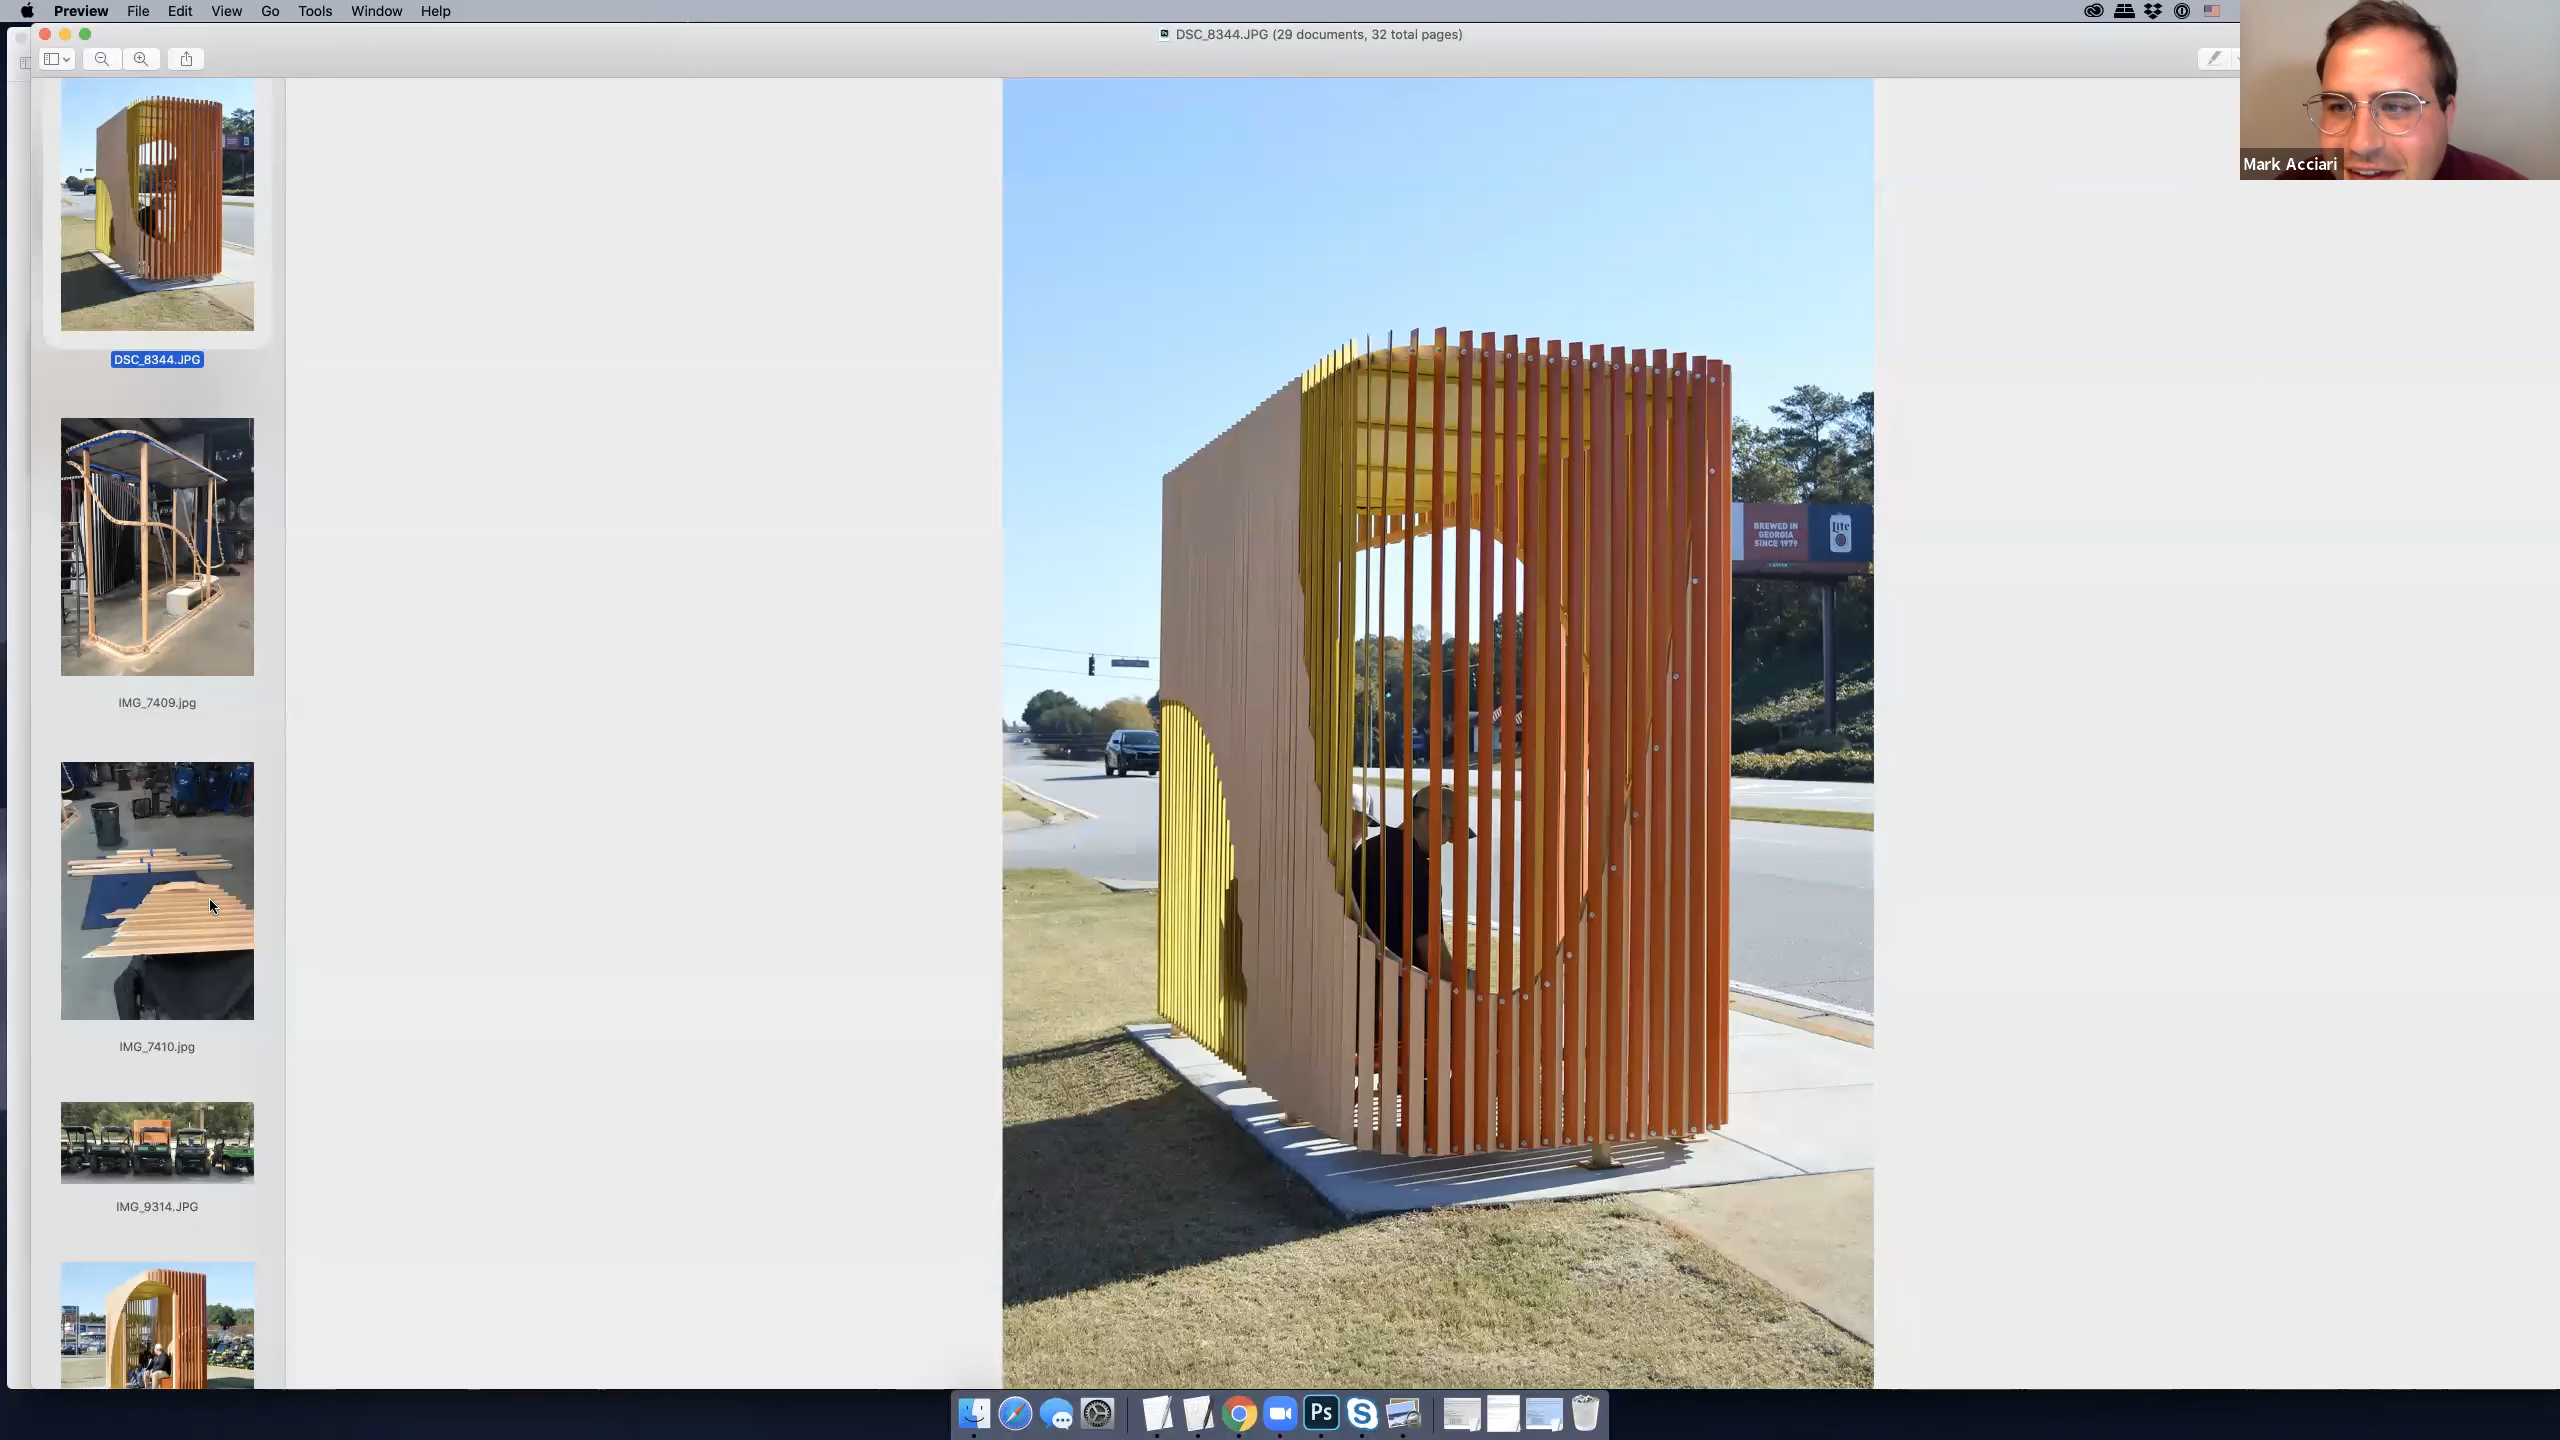 Preview File Edit View Go Tools Window Help
DSC_8344.JPG (29 documents, 32 total pages)
Mark Acciari
DSC_8344.JPG
IMG_7409.jpg
IMG_7410.jpg
IMG_9314.JPG
BREWED IN
GEORGIA
SINCE 1979
Lite
Ps